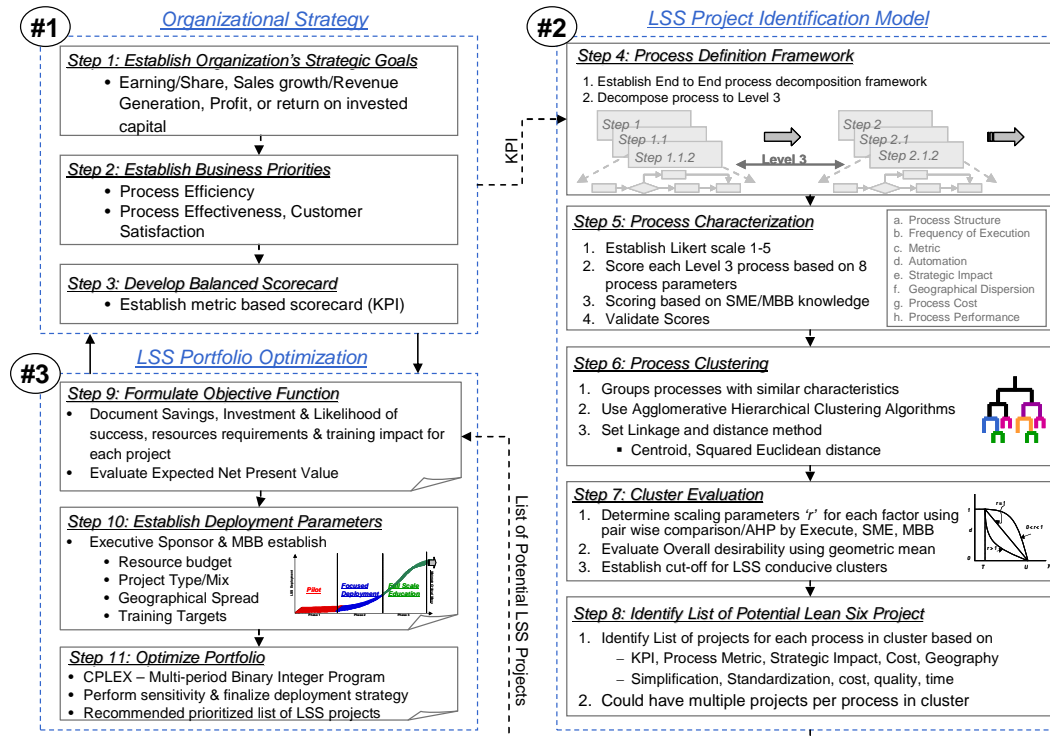 #1
Organizational Strategy
Step 1: Establish Organization's Strategic Goals
• Earning/Share, Sales growth/Revenue
Generation, Profit, or return on invested
capital
Step 2: Establish Business Priorities
• Process Efficiency
• Process Effectiveness, Customer
Satisfaction
Step 3: Develop Balanced Scorecard
• Establish metric based scorecard (KPI)
KPI
#2
LSS Project Identification Model
Step 4: Process Definition Framework
1. Establish End to End process decomposition framework
2. Decompose process to Level 3
Step 1
Step 1.1
Step 1.1.2
Level 3
Step 2
Step 2.1
Step 2.1.2
Step 5: Process Characterization
1. Establish Likert scale 1-5
2. Score each Level 3 process based on 8
process parameters
3. Scoring based on SME/MBB knowledge
4. Validate Scores
a. Process Structure
b. Frequency of Execution
c. Metric
d. Automation
e. Strategic Impact
f. Geographical Dispersion
g. Process Cost
h. Process Performance
Step 6: Process Clustering
1. Groups processes with similar characteristics
2. Use Agglomerative Hierarchical Clustering Algorithms
3. Set Linkage and distance method
▪ Centroid, Squared Euclidean distance
Step 7: Cluster Evaluation
1. Determine scaling parameters 'r' for each factor using
pair wise comparison/AHP by Execute, SME, MBB
2. Evaluate Overall desirability using geometric mean
3. Establish cut-off for LSS conducive clusters
1
d
0
T
U
r=1
0<r<1
r>1
Step 8: Identify List of Potential Lean Six Project
1. Identify List of projects for each process in cluster based on
– KPI, Process Metric, Strategic Impact, Cost, Geography
– Simplification, Standardization, cost, quality, time
2. Could have multiple projects per process in cluster
List of Potential LSS Projects
#3
LSS Portfolio Optimization
Step 9: Formulate Objective Function
• Document Savings, Investment & Likelihood of
success, resources requirements & training impact for
each project
• Evaluate Expected Net Present Value
Step 10: Establish Deployment Parameters
• Executive Sponsor & MBB establish
• Resource budget
• Project Type/Mix
• Geographical Spread
• Training Targets
Pilot
Focused
Deployment
Full Scale
Education
Step 11: Optimize Portfolio
• CPLEX – Multi-period Binary Integer Program
• Perform sensitivity & finalize deployment strategy
• Recommended prioritized list of LSS projects